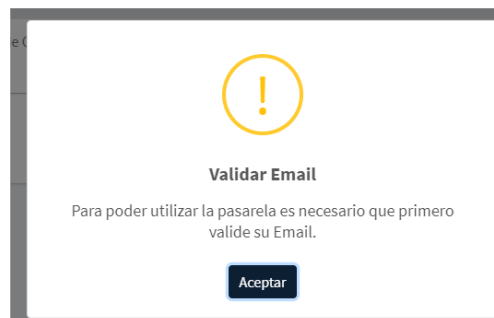 e C
Validar Email
Para poder utilizar la pasarela es necesario que primero
valide su Email.
Aceptar